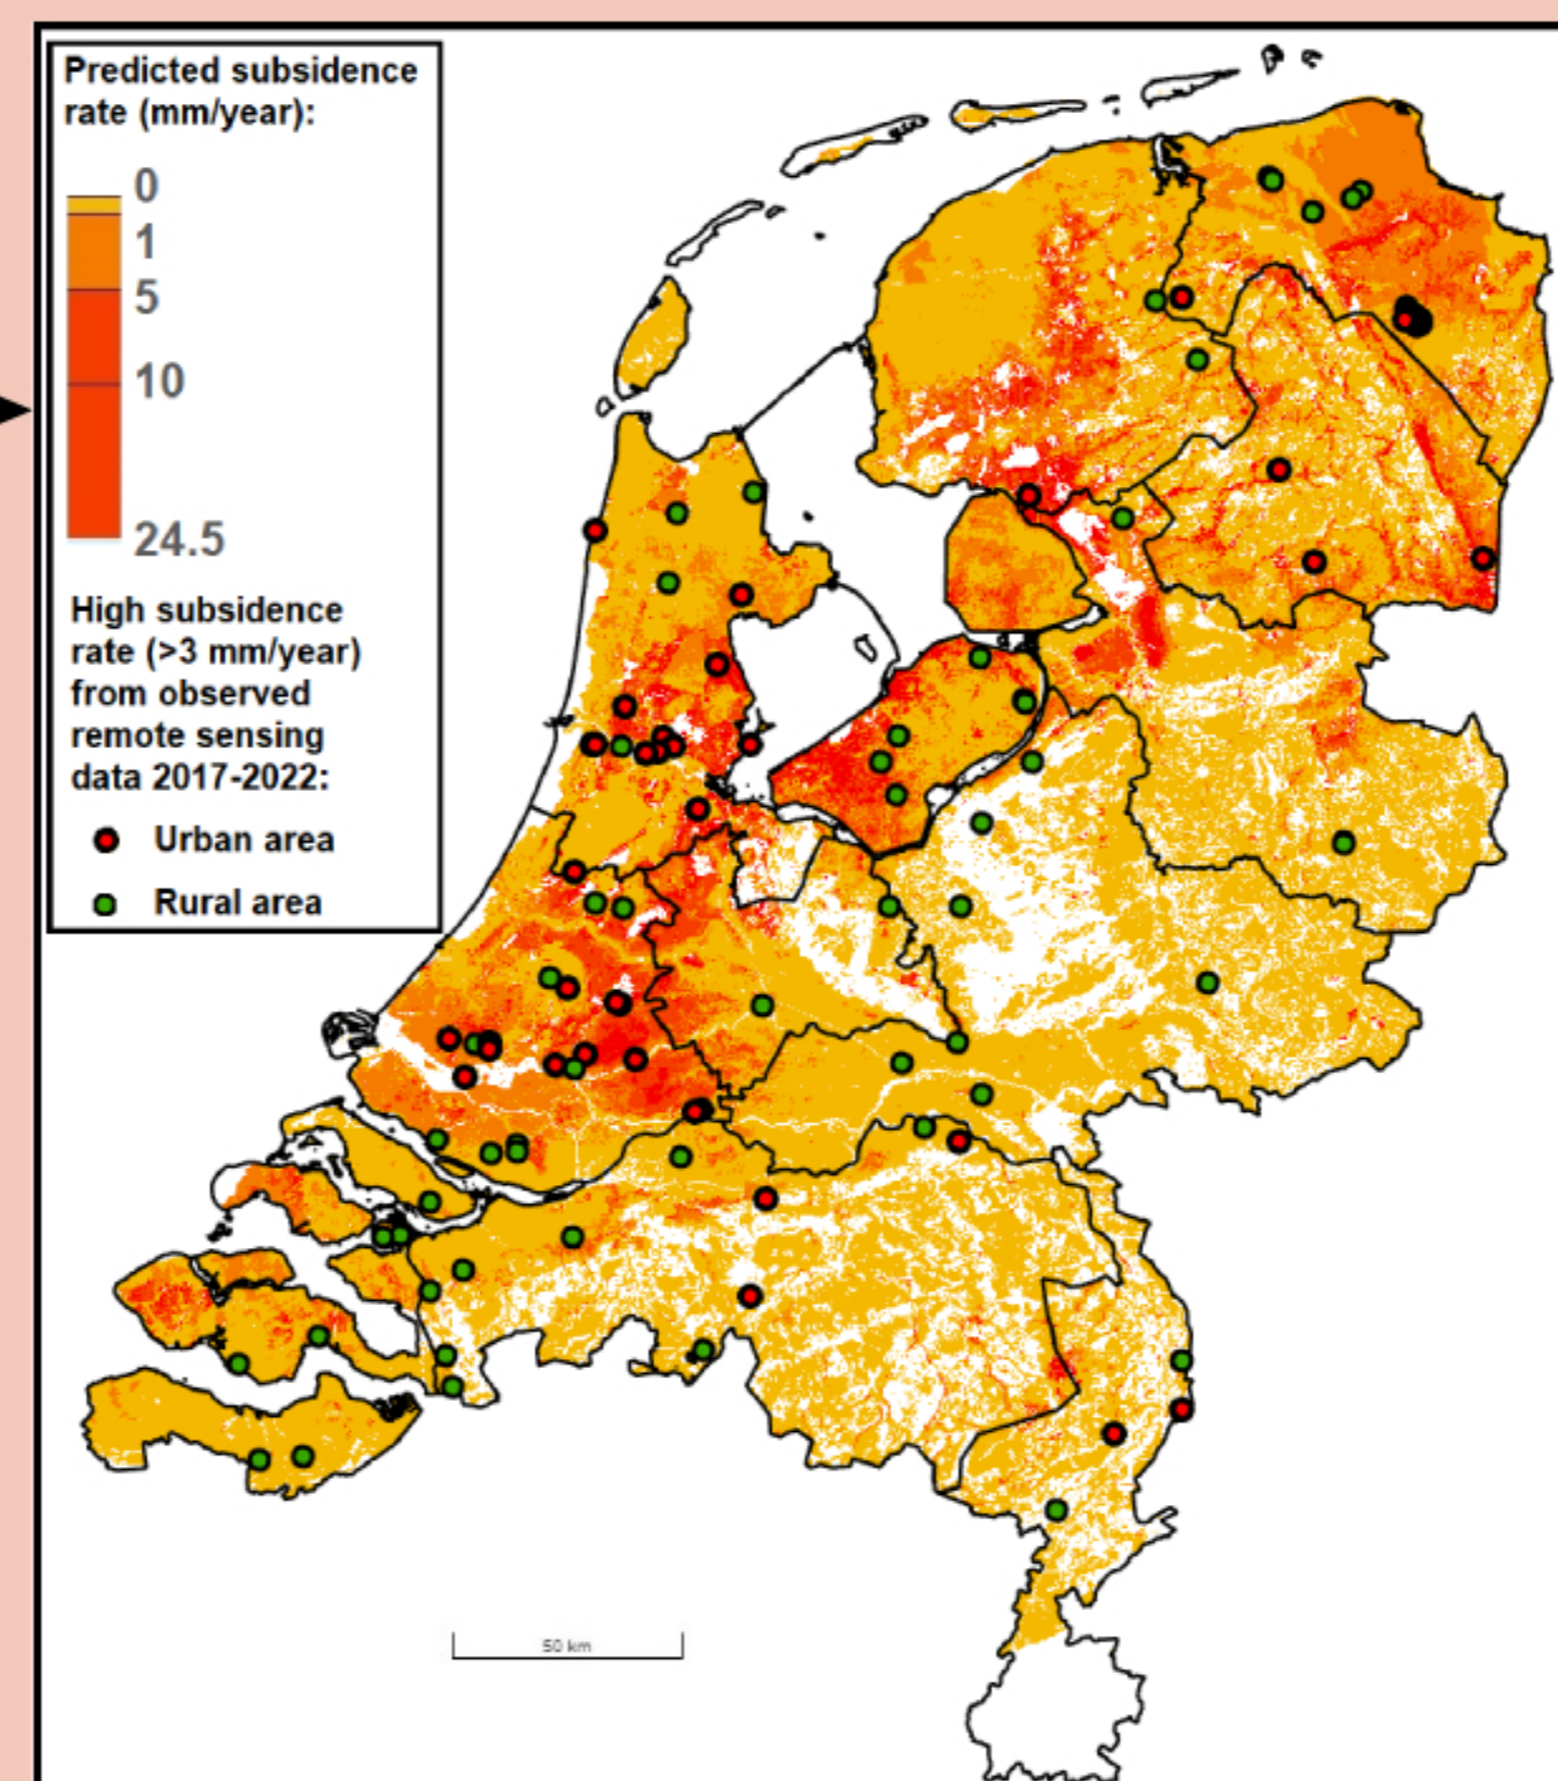 Predicted subsidence
rate (mm/year):
0
1
5
10
24.5
High subsidence
rate (>3 mm/year)
from observed
remote sensing
data 2017-2022:
Urban area
Rural area
50 km